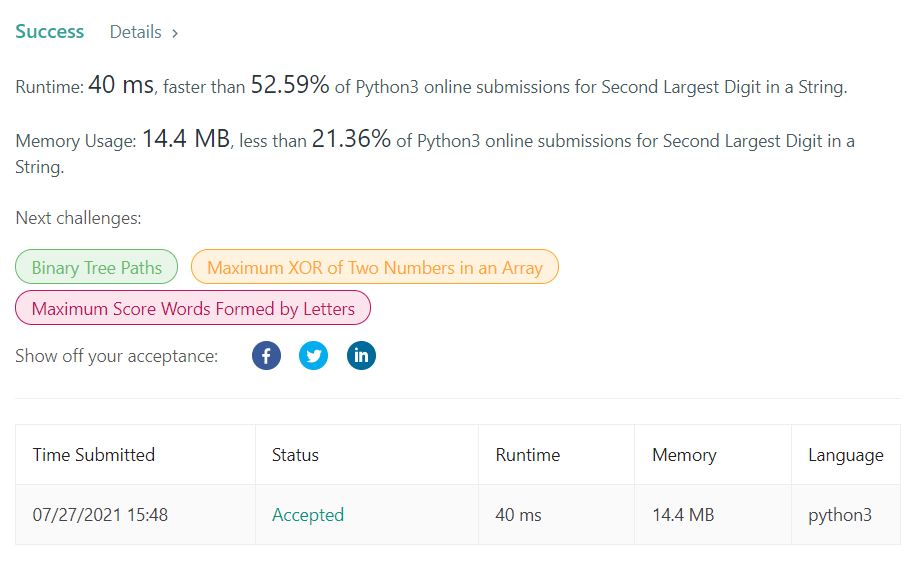 Success Details >
Runtime: 40 ms, faster than 52.59% of Python3 online submissions for Second Largest Digit in a String.
Memory Usage: 14.4 MB, less than 21.36% of Python3 online submissions for Second Largest Digit in a
String.
Next challenges:
Binary Tree Paths Maximum XOR of Two Numbers in an Array
Maximum Score Words Formed by Letters
Show off your acceptance: f in
Time Submitted Status Runtime Memory Language
07/27/2021 15:48 Accepted 40 ms 14.4 MB python3